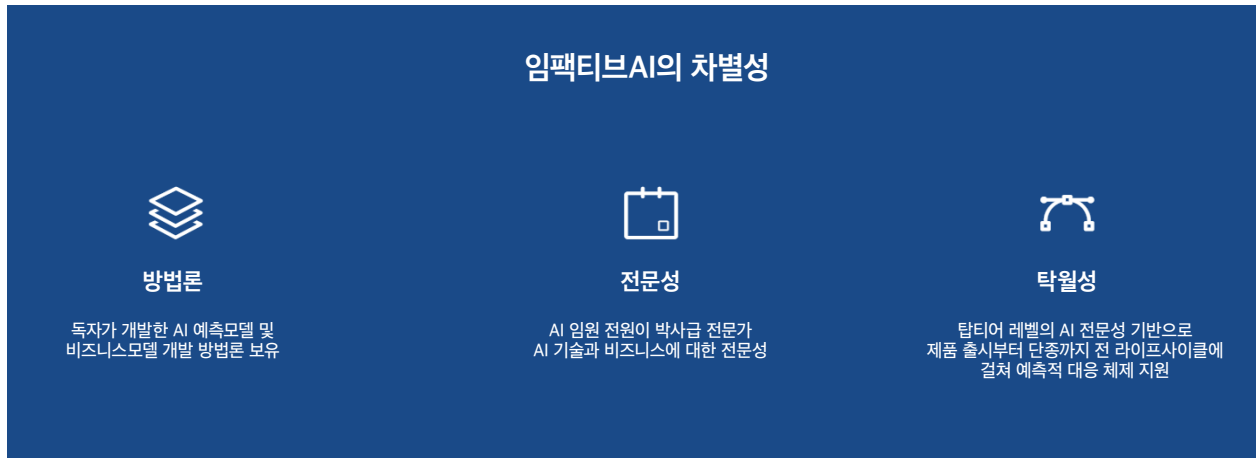 임팩티브AI의 차별성
방법론
독자가 개발한 AI 예측모델 및
비즈니스모델 개발 방법론 보유
전문성
AI 임원 전원이 박사급 전문가
AI 기술과 비즈니스에 대한 전문성
탁월성
탑티어 레벨의 AI 전문성 기반으로
제품 출시부터 단종까지 전 라이프사이클에
걸쳐 예측적 대응 체제 지원